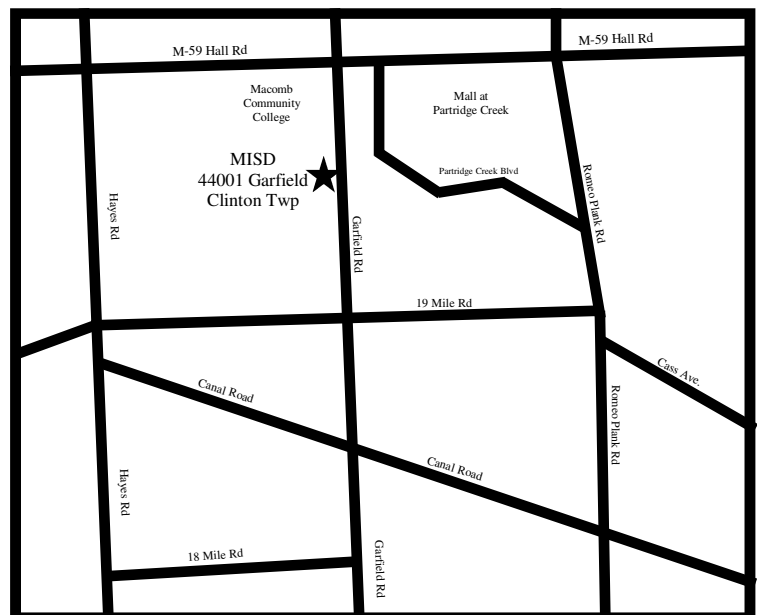 M-59 Hall Rd
M-59 Hall Rd
Macomb
Community
College
Mall at
Partridge Creek
MISD
44001 Garfield
Clinton Twp
Partridge Creek Blvd
Romeo Plank Rd
Hayes Rd
Garfield Rd
19 Mile Rd
Cass Ave.
Canal Road
Romeo Plank Rd
Canal Road
Hayes Rd
18 Mile Rd
Garfield Rd